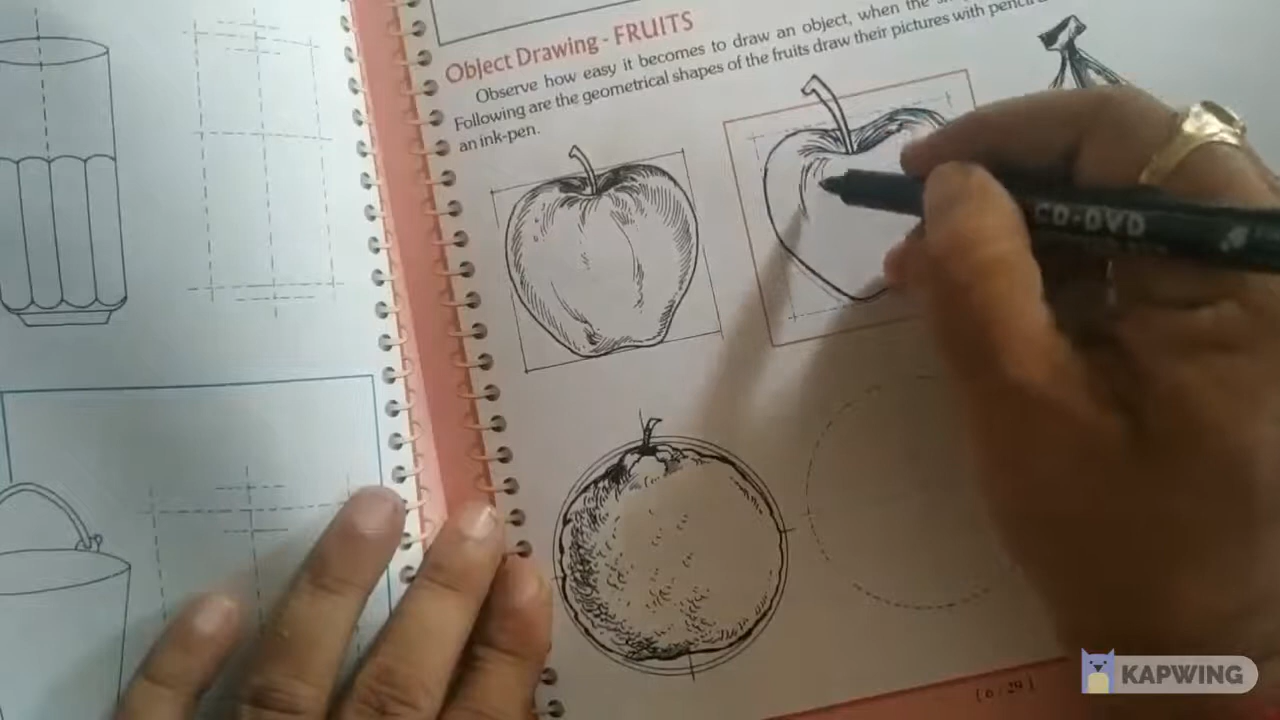 Object Drawing - FRUITS
Observe how easy it becomes to draw an object, when the
Following are the geometrical shapes of the fruits draw their pictures with pencil
an ink-pen.
CD-DVD
KAPWING